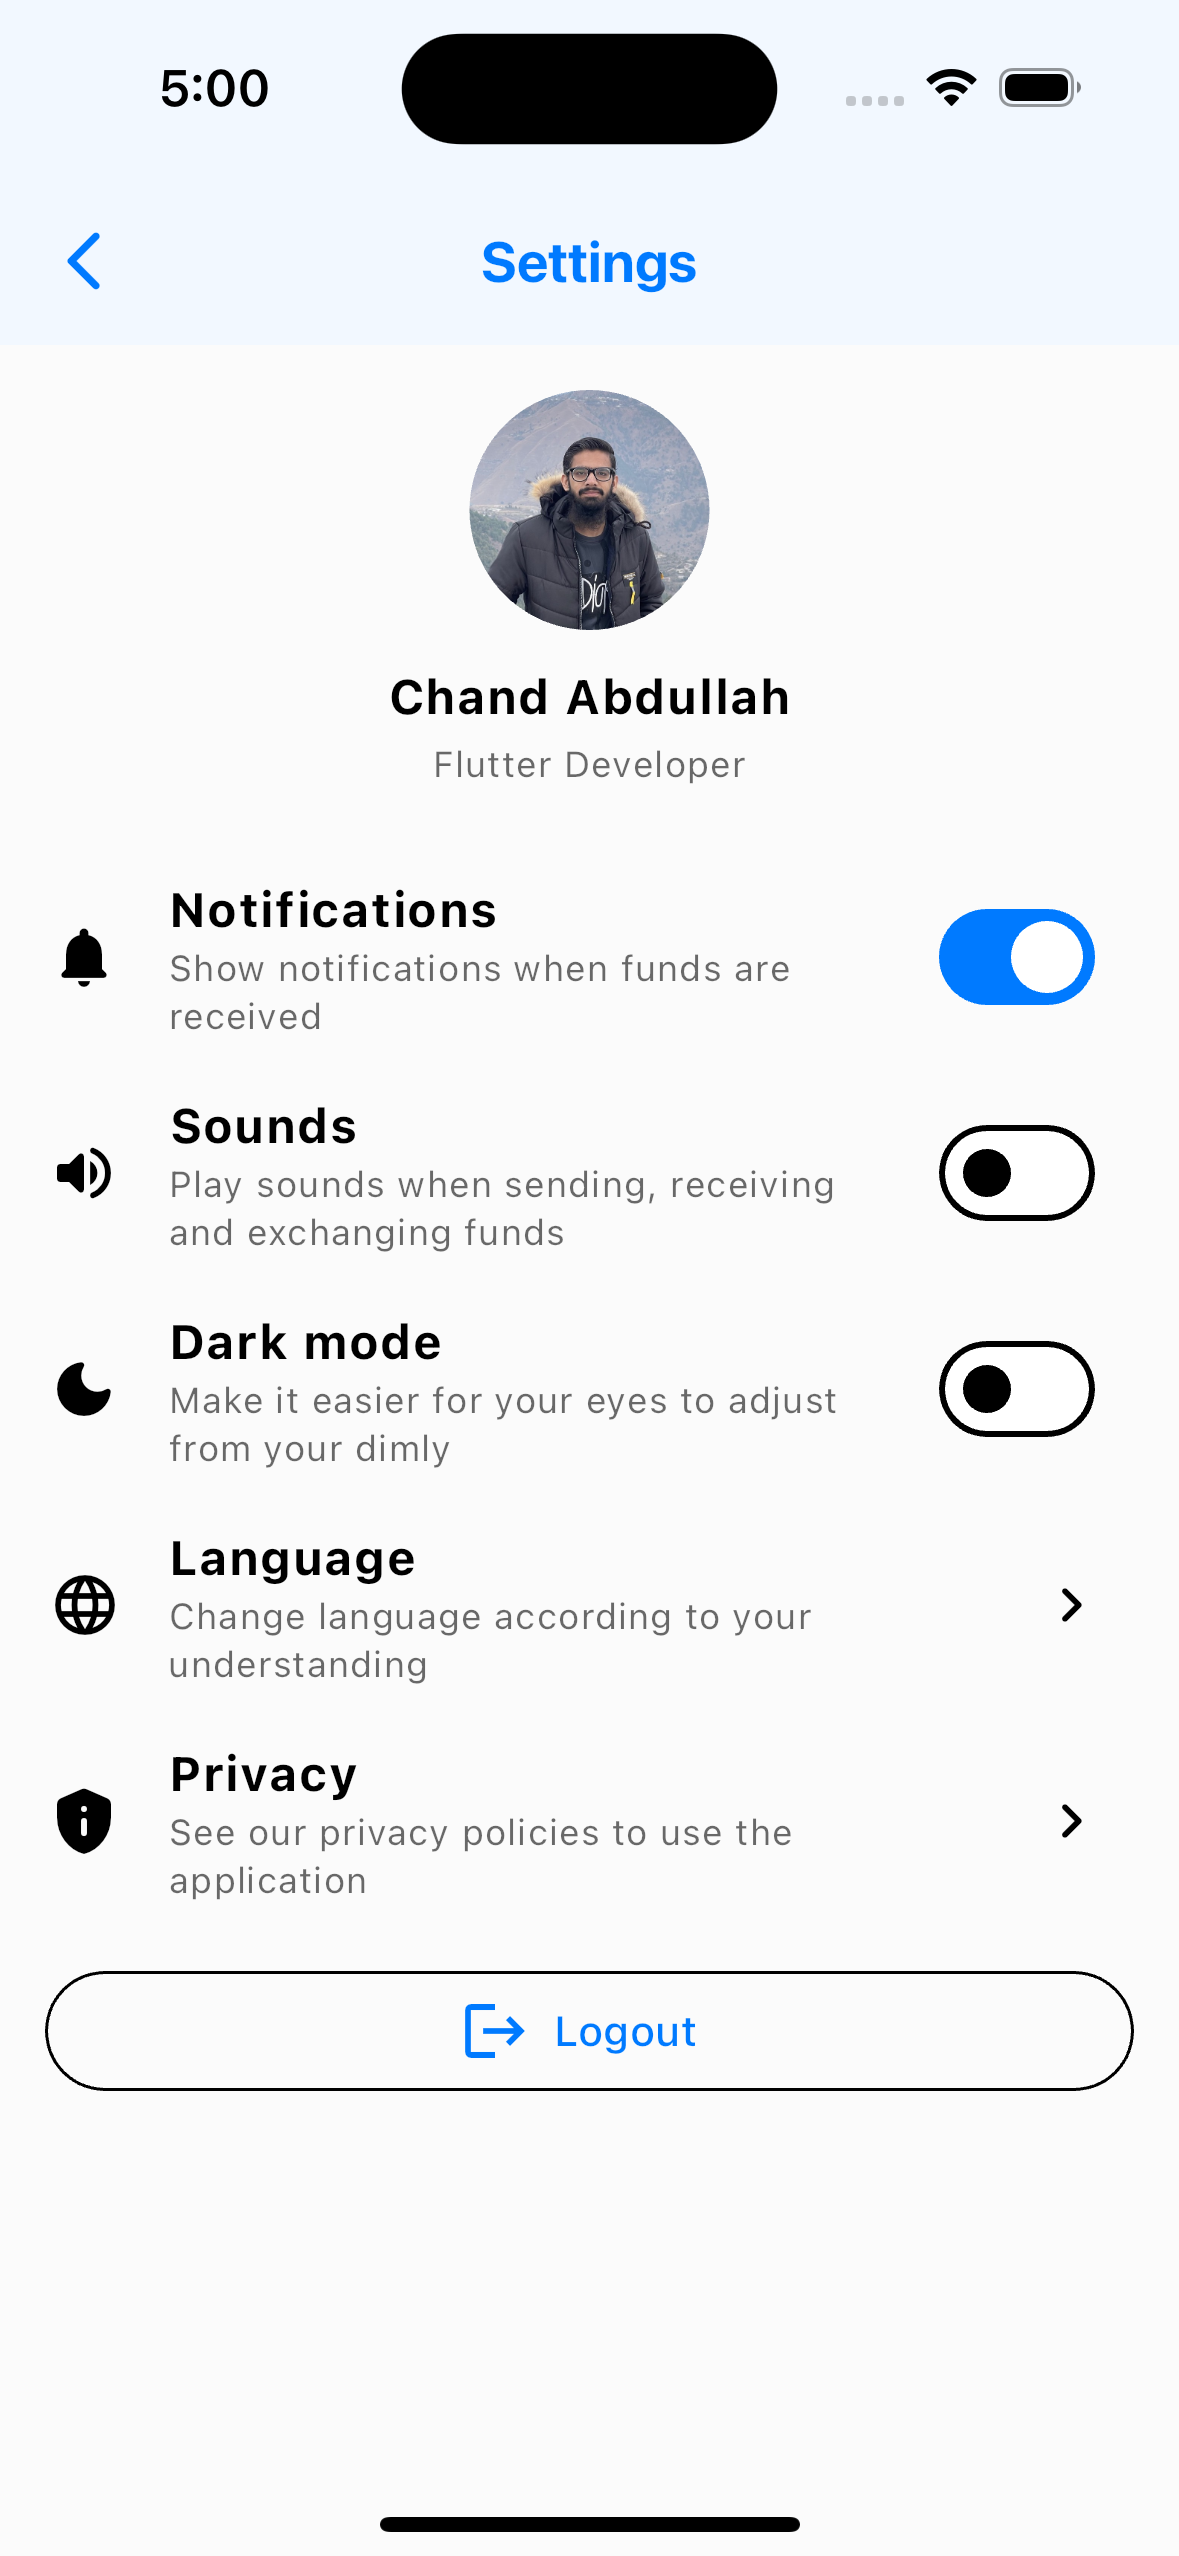 5:00
Settings
Chand Abdullah
Flutter Developer
Notifications
Show notifications when funds are
received
Sounds
Play sounds when sending, receiving
and exchanging funds
Dark mode
Make it easier for your eyes to adjust
from your dimly
Language
Change language according to your
understanding
Privacy
See our privacy policies to use the
application
Logout